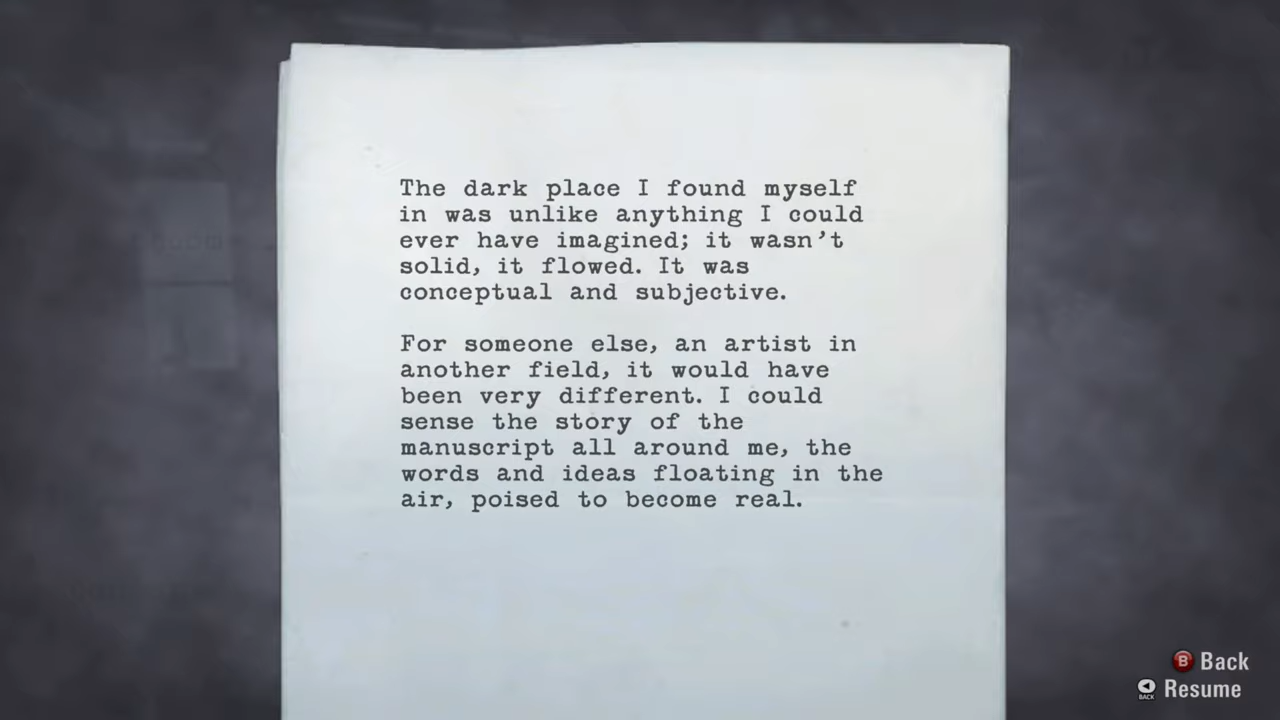 The dark place I found myself
in was unlike anything I could
ever have imagined; it wasn't
solid, it flowed. It was
conceptual and subjective.
For someone else, an artist in
another field, it would have
been very different. I could
sense the story of the
manuscript all around me, the
words and ideas floating in the
air, poised to become real.
B Back
BACK Resume